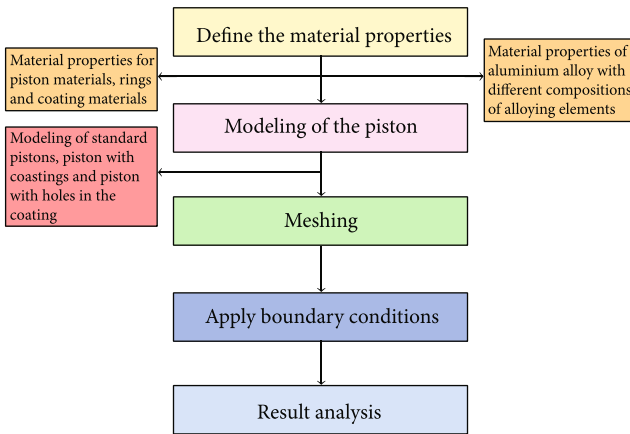 Define the material properties
Material properties for
piston materials, rings
and coating materials
Material properties of
aluminium alloy with
different compositions
of alloying elements
Modeling of the piston
Modeling of standard
pistons, piston with
coastings and piston
with holes in the
coating
Meshing
Apply boundary conditions
Result analysis